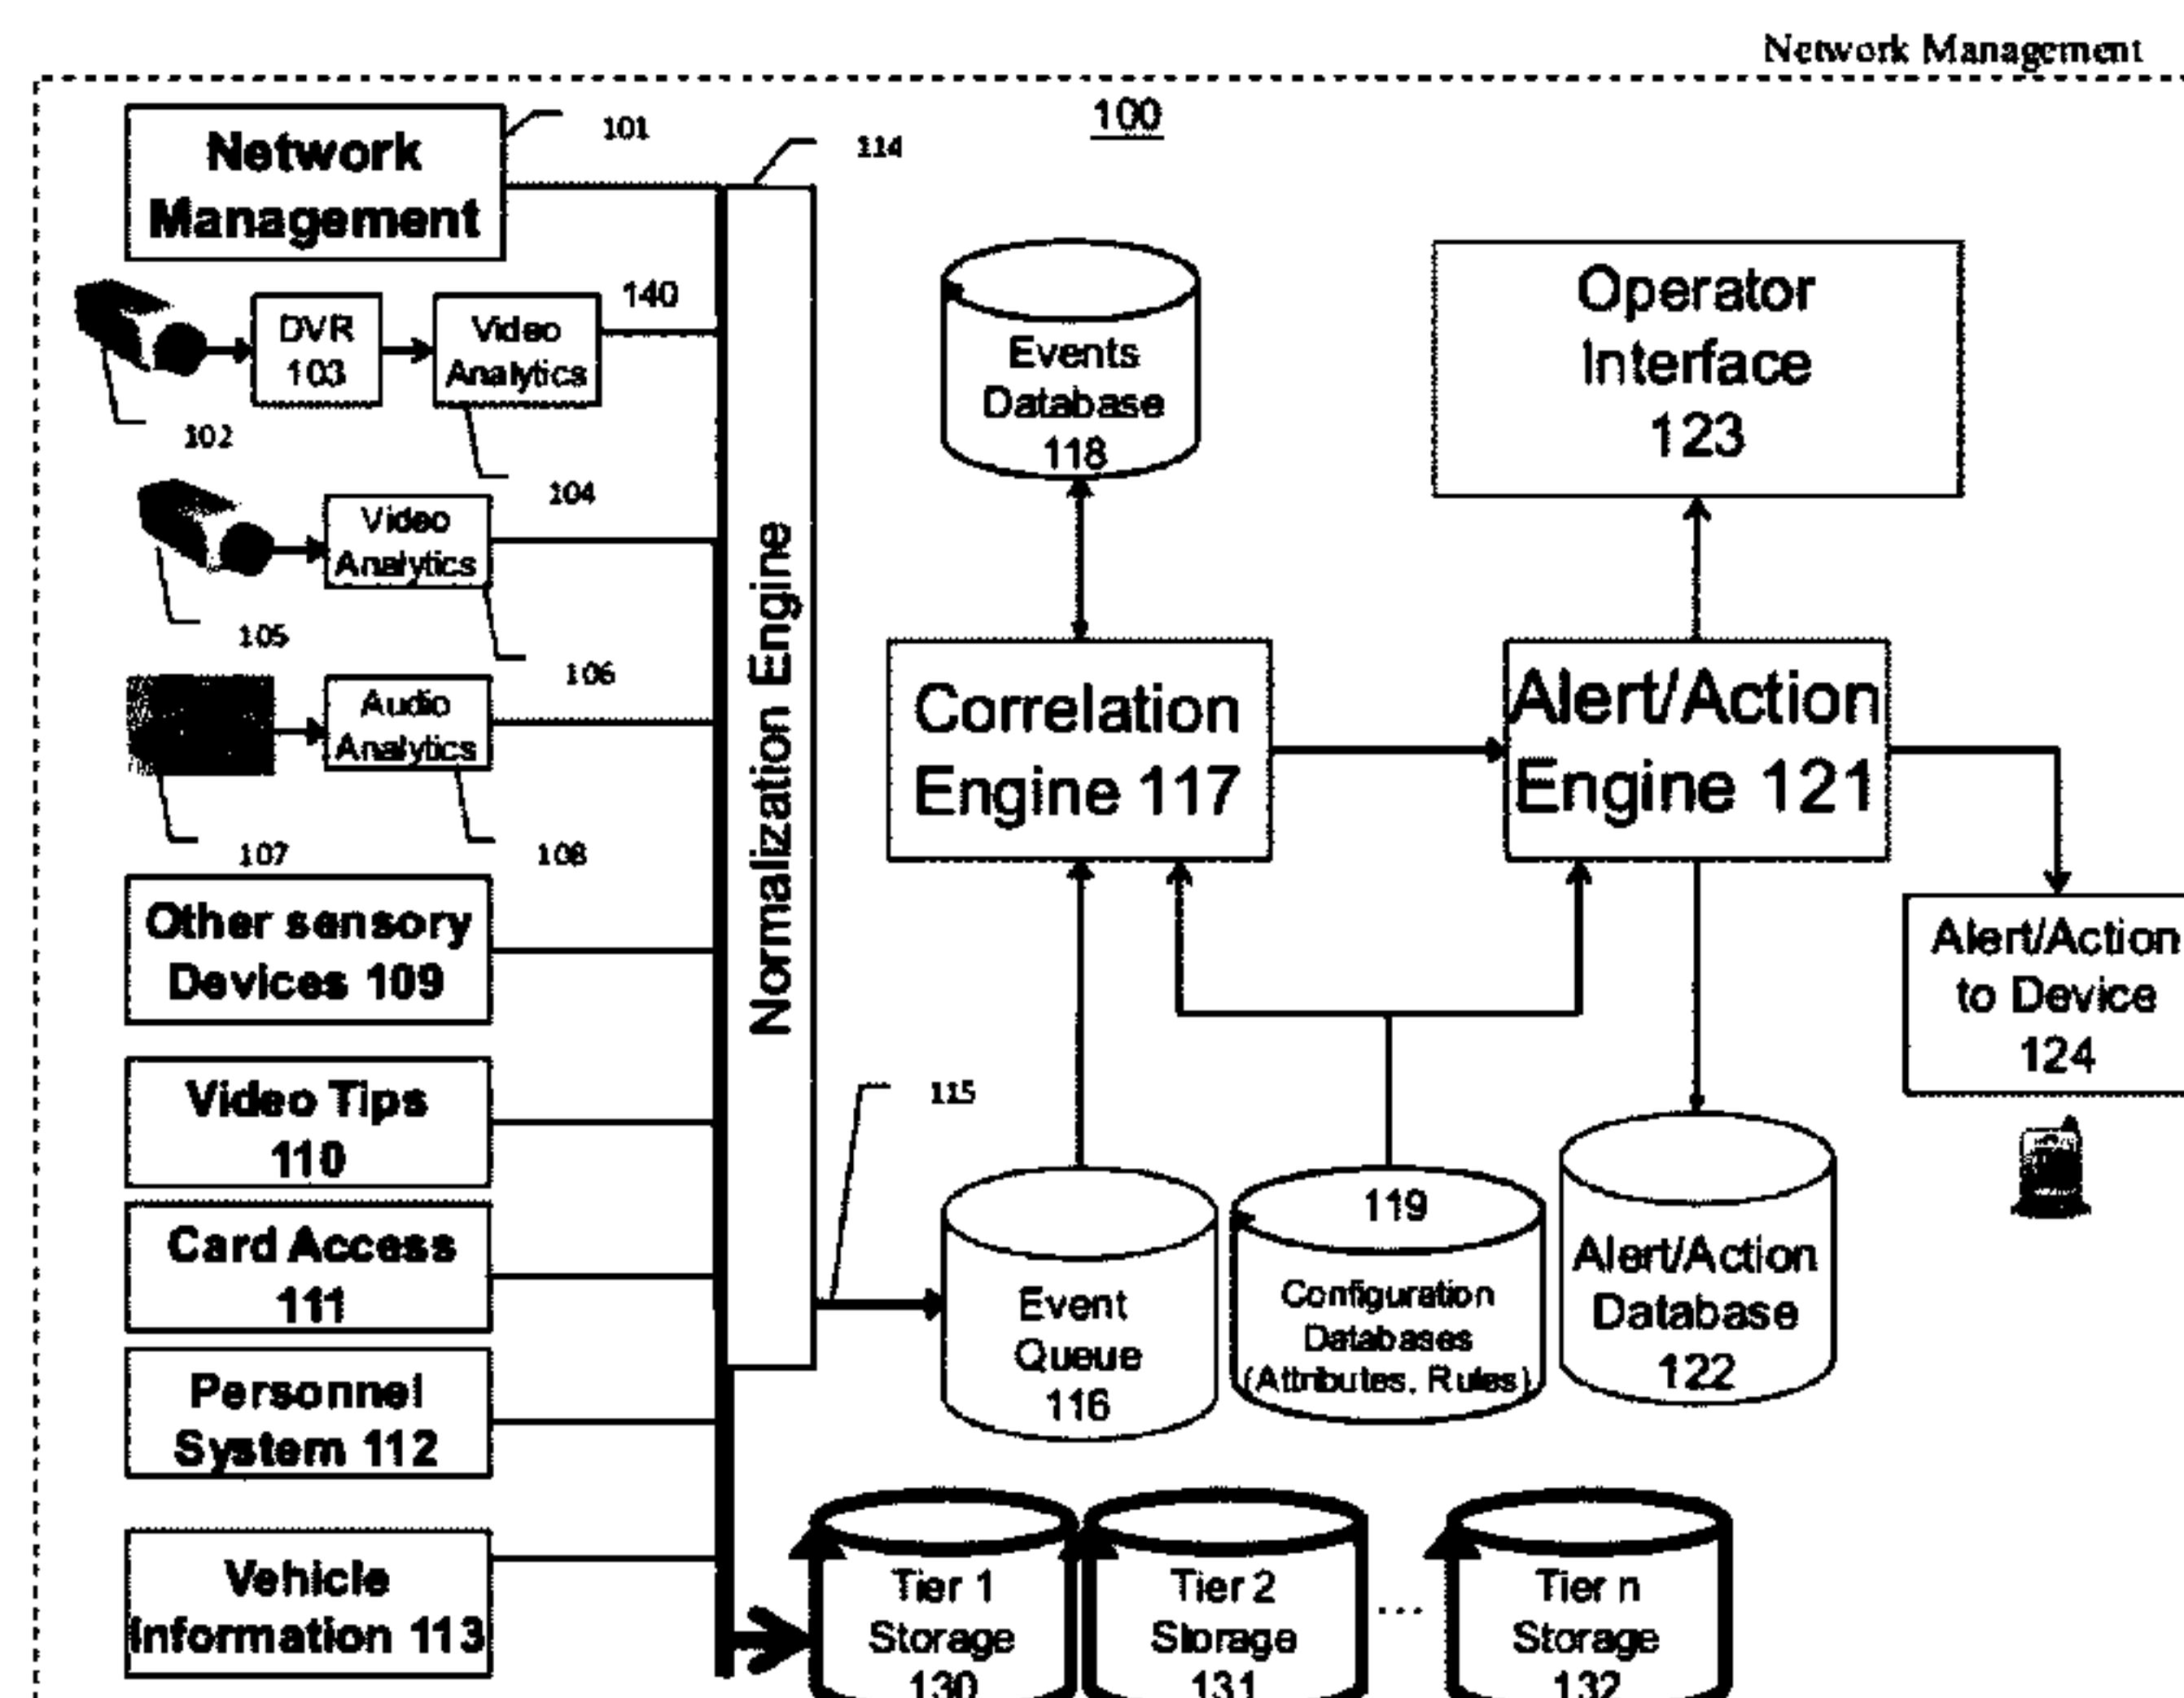 Network Management
100
Network
Management
101
114
140
DVR
103
Video
Analytics
102
104
Video
Analytics
105
106
Audio
Analytics
107
108
Other sensory
Devices 109
Video Tips
110
Card Access
111
Personnel
System 112
Vehicle
Information 113
Normalization Engine
115
Events
Database
118
Operator
Interface
123
Correlation
Engine 117
Alert/Action
Engine 121
Alert/Action
to Device
124
Event
Queue
116
119
Configuration
Databases
(Attributes, Rules)
Alert/Action
Database
122
Tier 1
Storage
130
Tier 2
Storage
131
...
Tier n
Storage
132